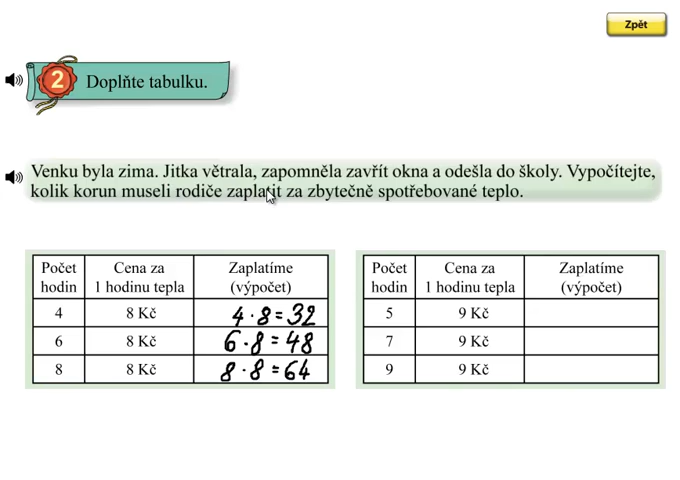 Zpět
2 Doplňte tabulku.
Venku byla zima. Jitka větrala, zapomněla zavřít okna a odešla do školy. Vypočítejte,
kolik korun museli rodiče zaplatit za zbytečně spotřebované teplo.
Počet hodin Cena za 1 hodinu tepla Zaplatíme (výpočet)
4 8 Kč 4 · 8 = 32
6 8 Kč 6 · 8 = 48
8 8 Kč 8 · 8 = 64
Počet hodin Cena za 1 hodinu tepla Zaplatíme (výpočet)
5 9 Kč
7 9 Kč
9 9 Kč